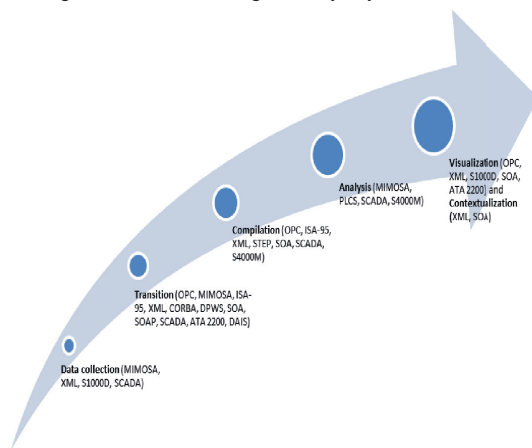 Visualization (OPC,
XML, S1000D, SOA,
ATA 2200) and
Contextualization
(XML, SOA)
Analysis (MIMOSA,
PLCS, SCADA, S4000M)
Compilation (OPC, ISA-95,
XML, STEP, SOA, SCADA,
S4000M)
Transition (OPC, MIMOSA, ISA-
95, XML, CORBA, DPWS, SOA,
SOAP, SCADA, ATA 2200, DAIS)
Data collection (MIMOSA,
XML, S1000D, SCADA)